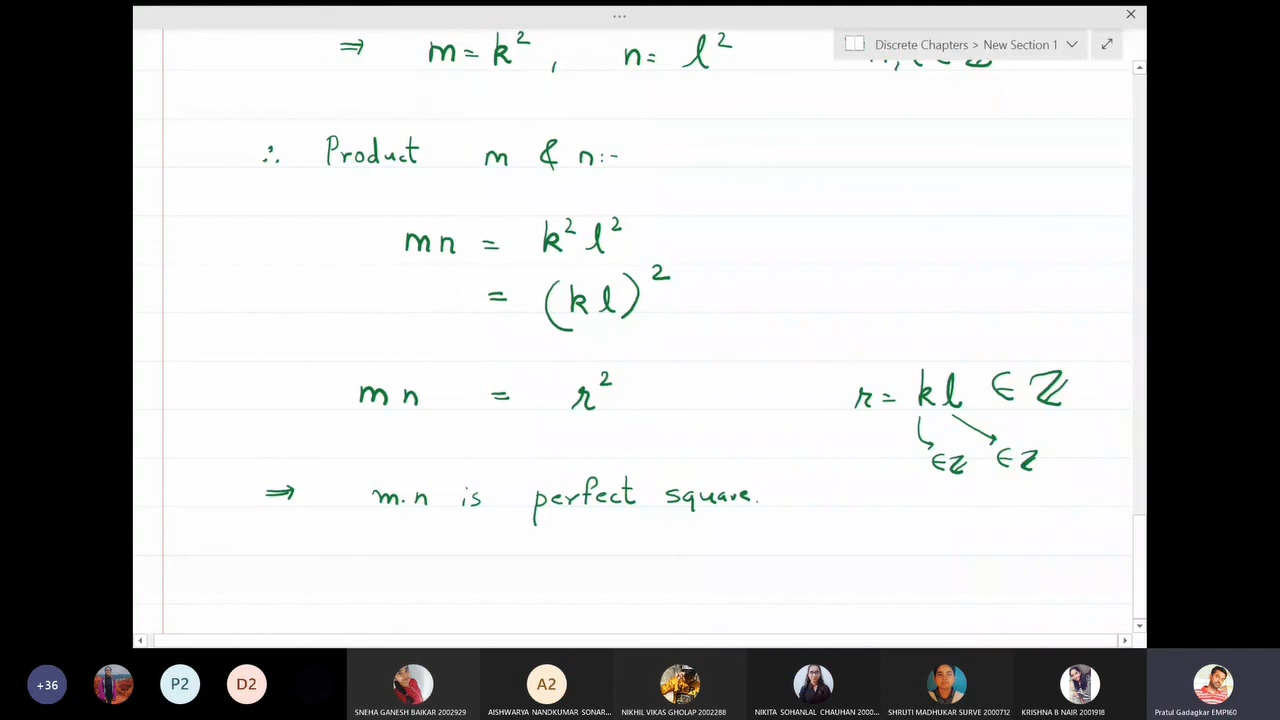 ⇒ m = k², n = l²
Discrete Chapters > New Section 1
∴ Product m & n :-
mn = k² l²
= (kl)²
mn = r² r = kl ∈ ℤ
∈ℤ ∈ℤ
⇒ m.n is perfect square.
+36 P2 D2 A2
SNEHA GANESH BAIKAR 2002929 AISHWARYA NANDKUMAR SONAR... NIKHIL VIKAS GHOLAP 2002288 NIKITA SOHANLAL CHAUHAN 2000... SHRUTI MADHUKAR SURVE 2000712 KRISHNA B NAIR 2001918 Pratul Gadagkar EMP160